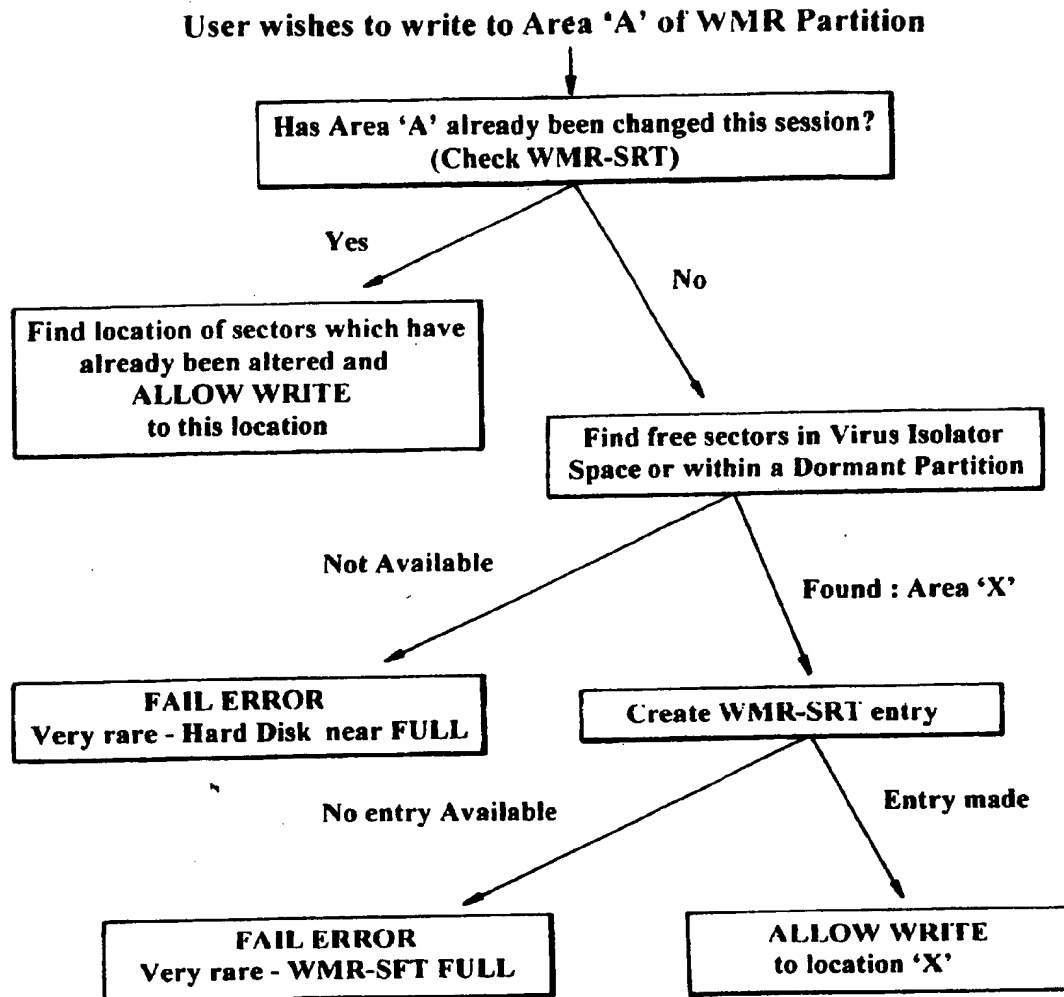 User wishes to write to Area ‘A’ of WMR Partition
Has Area ‘A’ already been changed this session?
(Check WMR-SRT)
Yes
No
Find location of sectors which have
already been altered and
ALLOW WRITE
to this location
Find free sectors in Virus Isolator
Space or within a Dormant Partition
Not Available
Found : Area ‘X’
FAIL ERROR
Very rare - Hard Disk near FULL
Create WMR-SRT entry
No entry Available
Entry made
FAIL ERROR
Very rare - WMR-SFT FULL
ALLOW WRITE
to location ‘X’